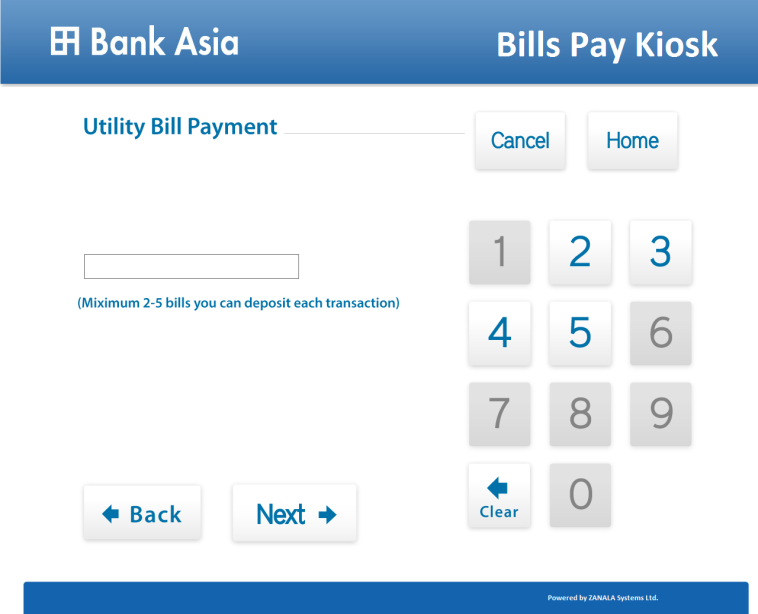 Bank Asia
Bills Pay Kiosk
Utility Bill Payment
Cancel
Home
1 2 3
(Miximum 2-5 bills you can deposit each transaction)
4 5 6
7 8 9
Back
Next
Clear
0
Powered by ZANALA Systems Ltd.